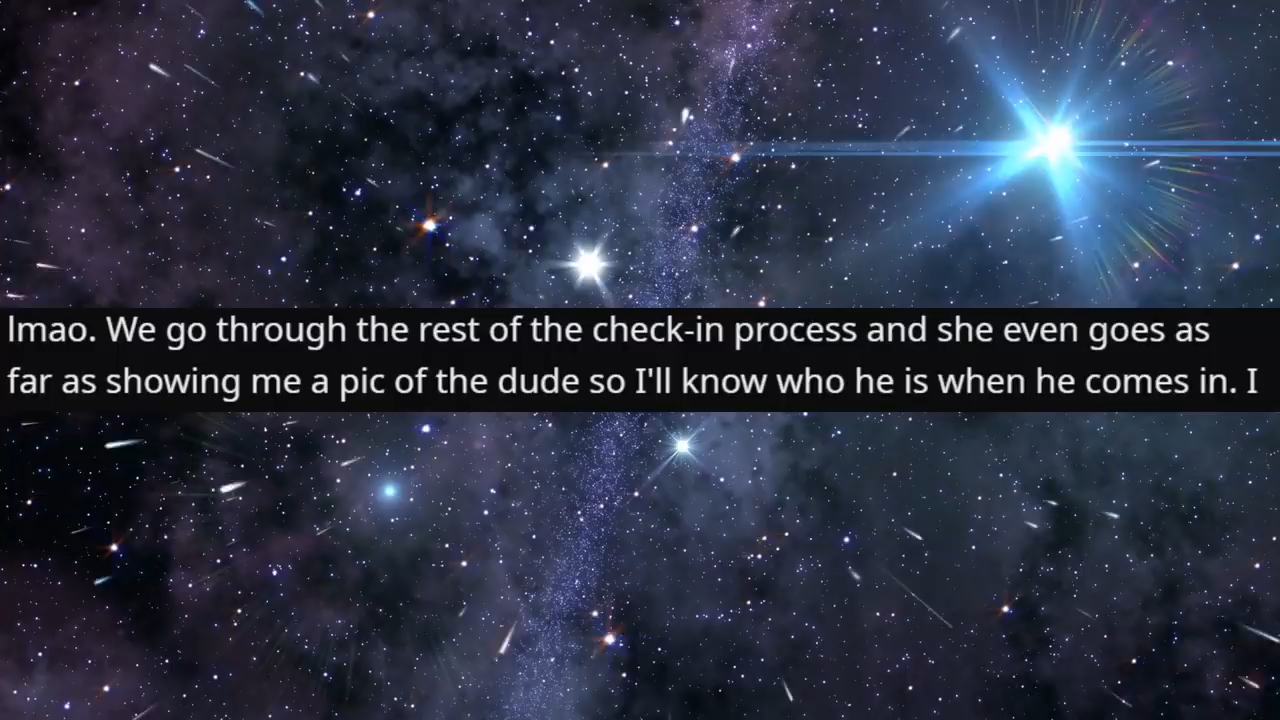 lmao. We go through the rest of the check-in process and she even goes as
far as showing me a pic of the dude so I'll know who he is when he comes in. I